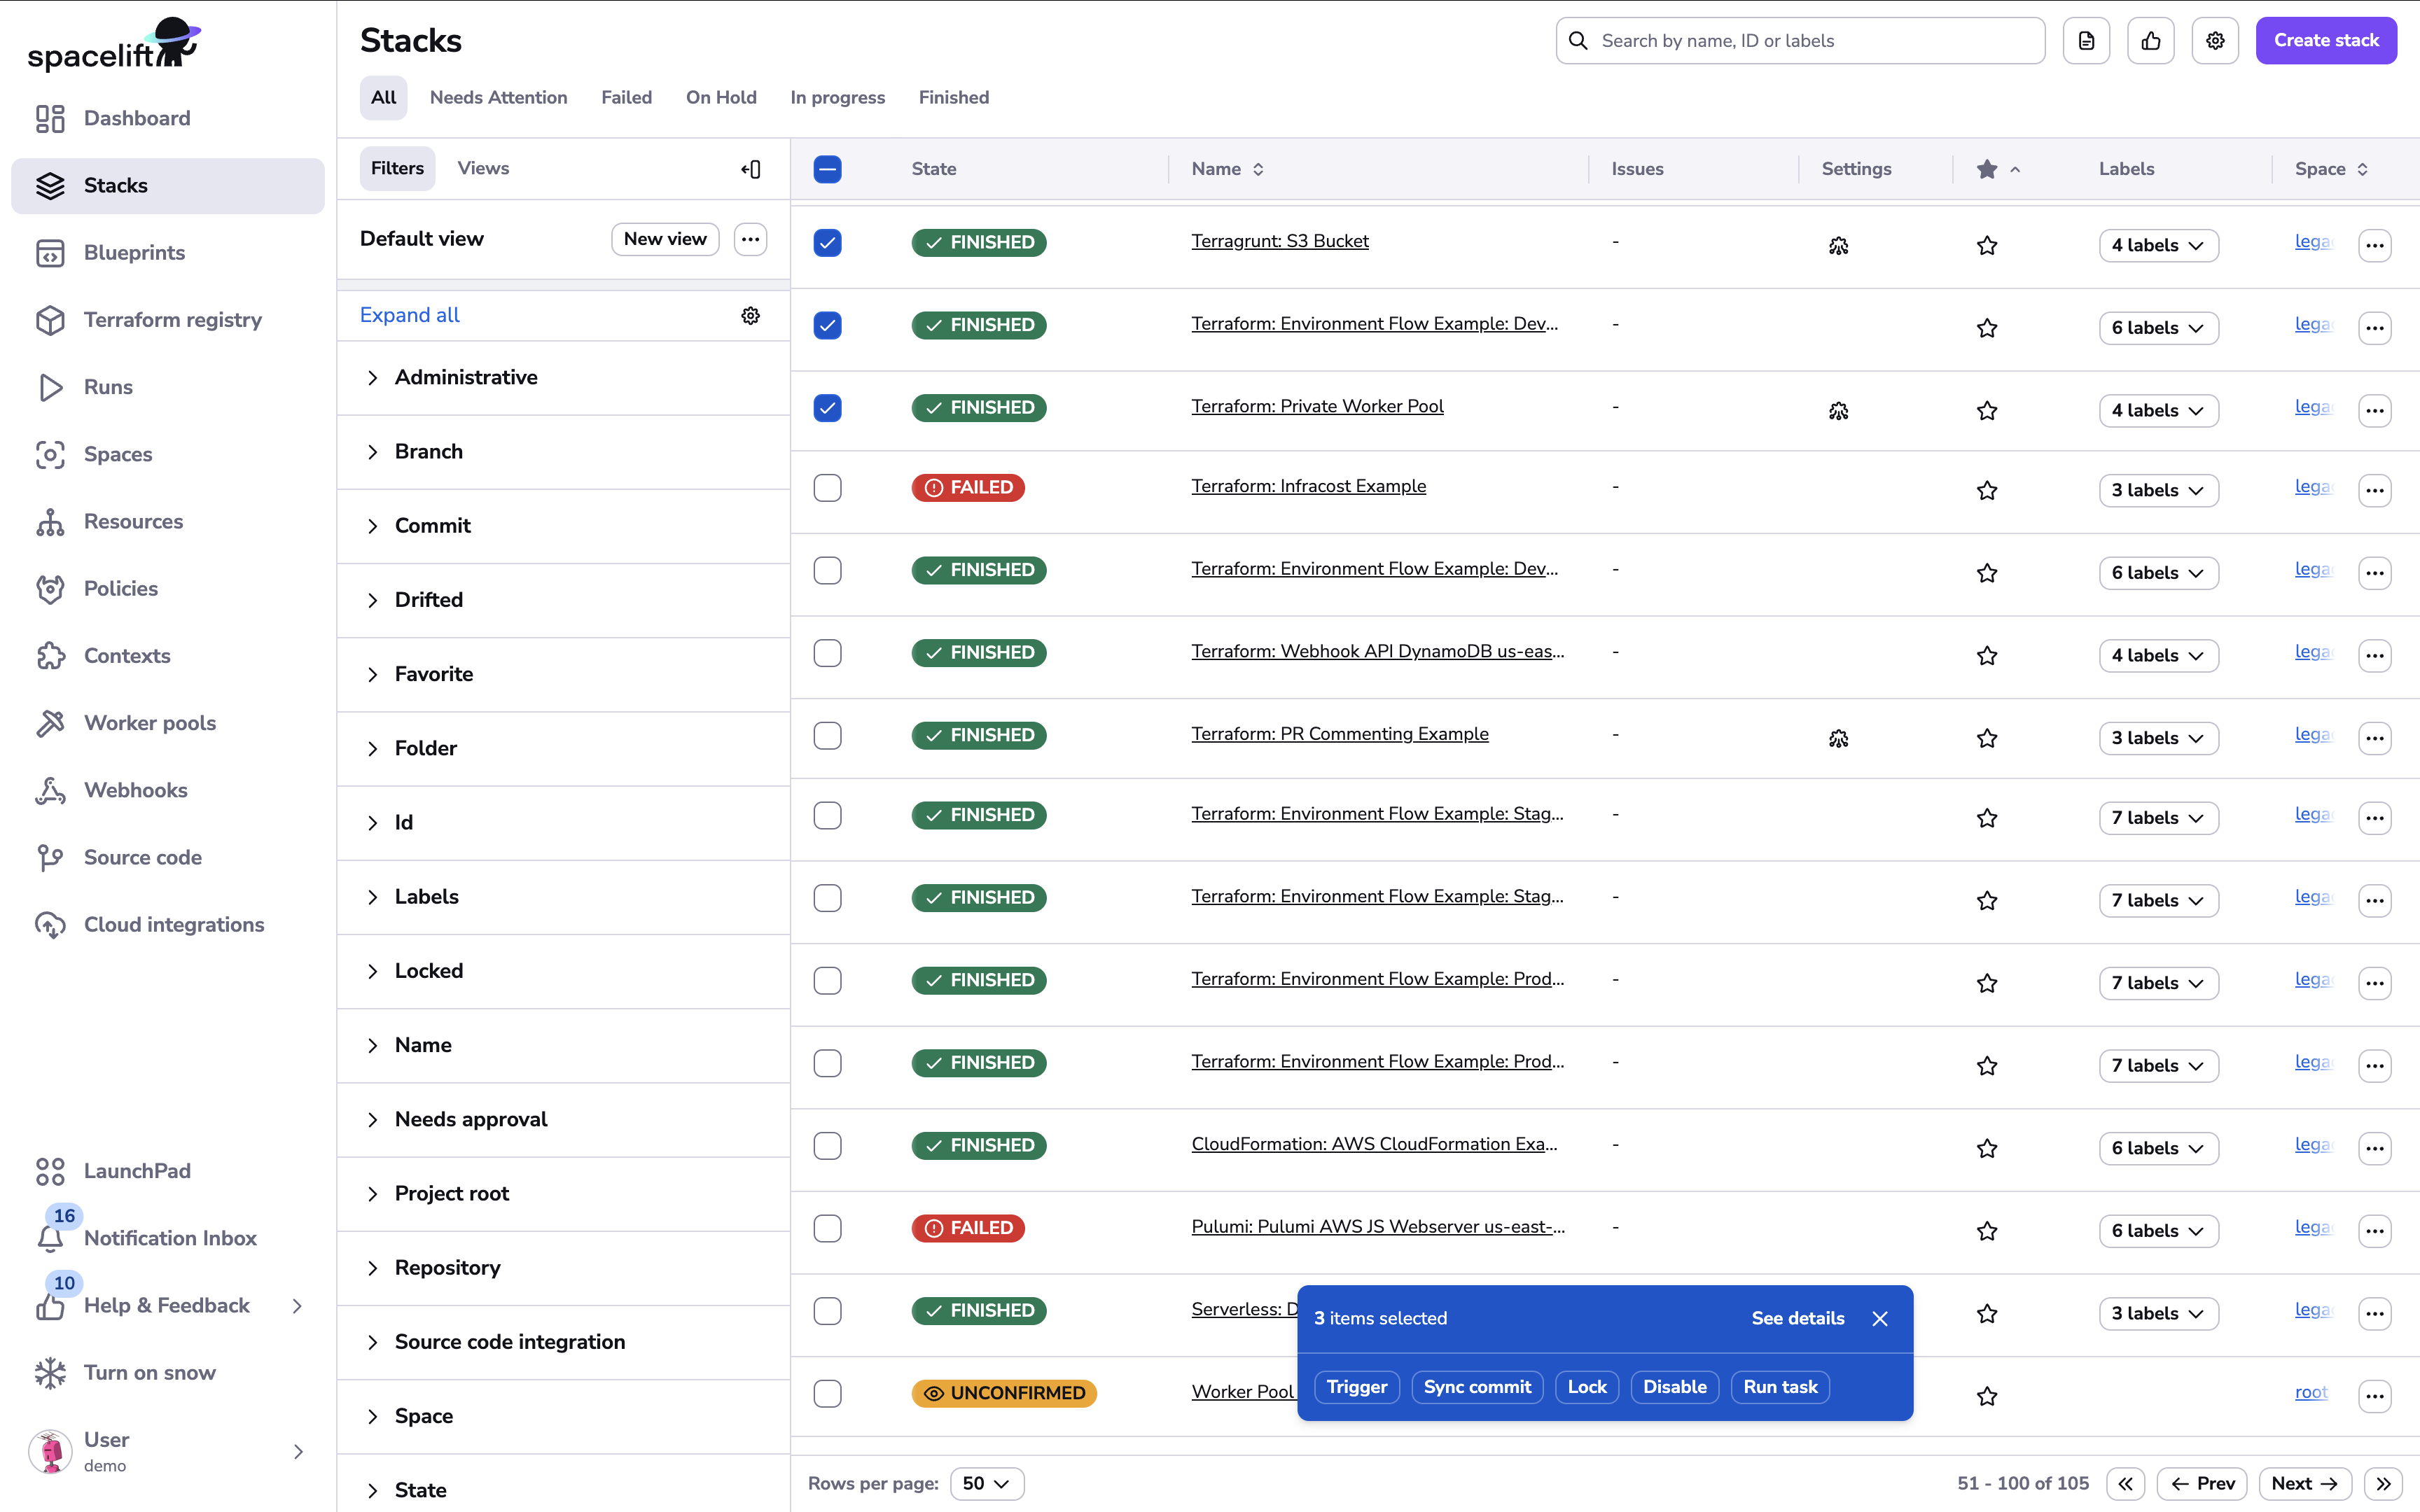 spacelift
Dashboard
Stacks
Blueprints
Terraform registry
Runs
Spaces
Resources
Policies
Contexts
Worker pools
Webhooks
Source code
Cloud integrations
LaunchPad
16
Notification Inbox
10
Help & Feedback
Turn on snow
User
demo
Stacks
Search by name, ID or labels
Create stack
All Needs Attention Failed On Hold In progress Finished
Filters Views
Default view New view
Expand all
Administrative
Branch
Commit
Drifted
Favorite
Folder
Id
Labels
Locked
Name
Needs approval
Project root
Repository
Source code integration
Space
State
State Name Issues Settings Labels Space
FINISHED Terragrunt: S3 Bucket - 4 labels lega
FINISHED Terraform: Environment Flow Example: Dev... - 6 labels lega
FINISHED Terraform: Private Worker Pool - 4 labels lega
FAILED Terraform: Infracost Example - 3 labels lega
FINISHED Terraform: Environment Flow Example: Dev... - 6 labels lega
FINISHED Terraform: Webhook API DynamoDB us-eas... - 4 labels lega
FINISHED Terraform: PR Commenting Example - 3 labels lega
FINISHED Terraform: Environment Flow Example: Stag... - 7 labels lega
FINISHED Terraform: Environment Flow Example: Stag... - 7 labels lega
FINISHED Terraform: Environment Flow Example: Prod... - 7 labels lega
FINISHED Terraform: Environment Flow Example: Prod... - 7 labels lega
FINISHED CloudFormation: AWS CloudFormation Exa... - 6 labels lega
FAILED Pulumi: Pulumi AWS JS Webserver us-east-... - 6 labels lega
FINISHED Serverless: D 3 labels lega
UNCONFIRMED Worker Pool root
3 items selected See details
Trigger Sync commit Lock Disable Run task
Rows per page: 50 51 - 100 of 105 Prev Next